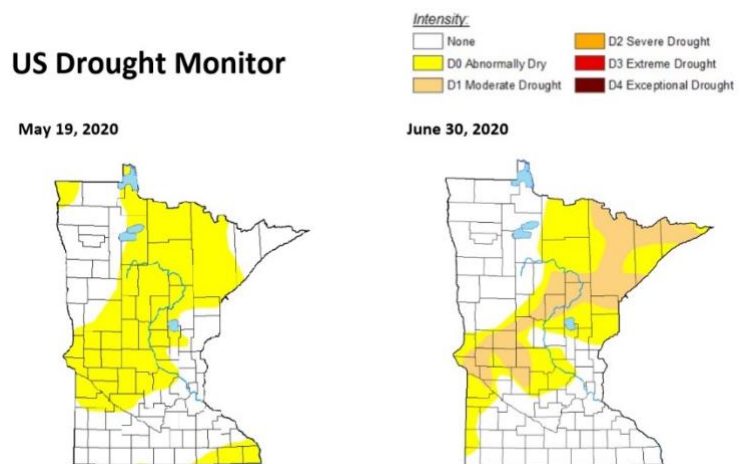 US Drought Monitor
Intensity:
None
D0 Abnormally Dry
D1 Moderate Drought
D2 Severe Drought
D3 Extreme Drought
D4 Exceptional Drought
May 19, 2020
June 30, 2020